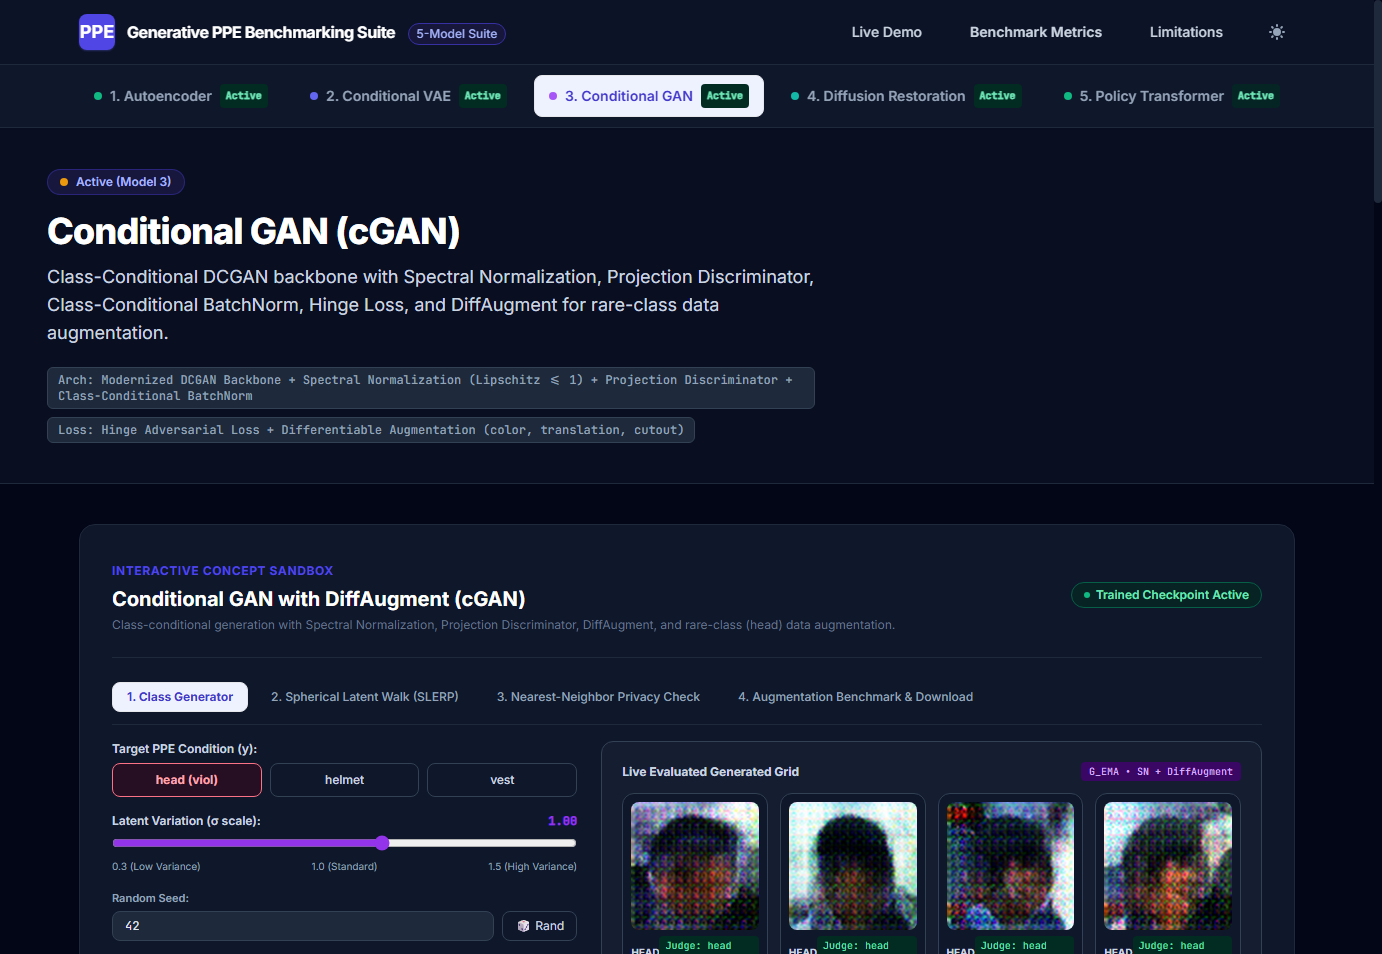 PPE Generative PPE Benchmarking Suite 5-Model Suite Live Demo Benchmark Metrics Limitations
1. Autoencoder Active 2. Conditional VAE Active 3. Conditional GAN Active 4. Diffusion Restoration Active 5. Policy Transformer Active
Active (Model 3)
Conditional GAN (cGAN)
Class-Conditional DCGAN backbone with Spectral Normalization, Projection Discriminator,
Class-Conditional BatchNorm, Hinge Loss, and DiffAugment for rare-class data
augmentation.
Arch: Modernized DCGAN Backbone + Spectral Normalization (Lipschitz ≤ 1) + Projection Discriminator +
Class-Conditional BatchNorm
Loss: Hinge Adversarial Loss + Differentiable Augmentation (color, translation, cutout)
INTERACTIVE CONCEPT SANDBOX
Conditional GAN with DiffAugment (cGAN)
Trained Checkpoint Active
Class-conditional generation with Spectral Normalization, Projection Discriminator, DiffAugment, and rare-class (head) data augmentation.
1. Class Generator 2. Spherical Latent Walk (SLERP) 3. Nearest-Neighbor Privacy Check 4. Augmentation Benchmark & Download
Target PPE Condition (y):
head (viol) helmet vest
Latent Variation (σ scale): 1.00
0.3 (Low Variance) 1.0 (Standard) 1.5 (High Variance)
Random Seed:
42 Rand
Live Evaluated Generated Grid G_EMA • SN + DiffAugment
HEAD Judge: head HEAD Judge: head HEAD Judge: head HEAD Judge: head